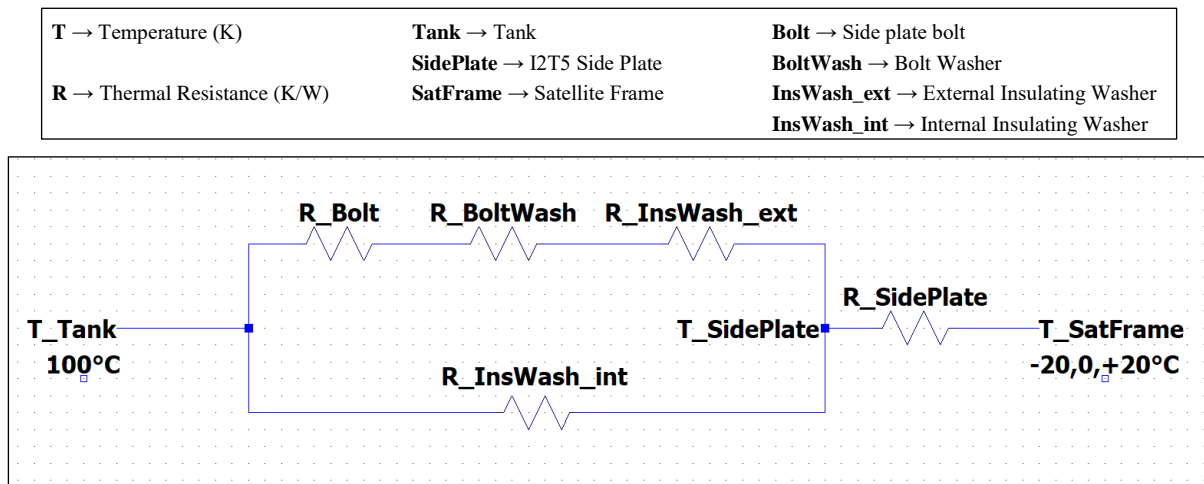 T → Temperature (K) Tank → Tank Bolt → Side plate bolt
SidePlate → I2T5 Side Plate BoltWash → Bolt Washer
R → Thermal Resistance (K/W) SatFrame → Satellite Frame InsWash_ext → External Insulating Washer
InsWash_int → Internal Insulating Washer
R_Bolt R_BoltWash R_InsWash_ext
R_SidePlate
T_Tank T_SidePlate T_SatFrame
100°C -20,0,+20°C
R_InsWash_int